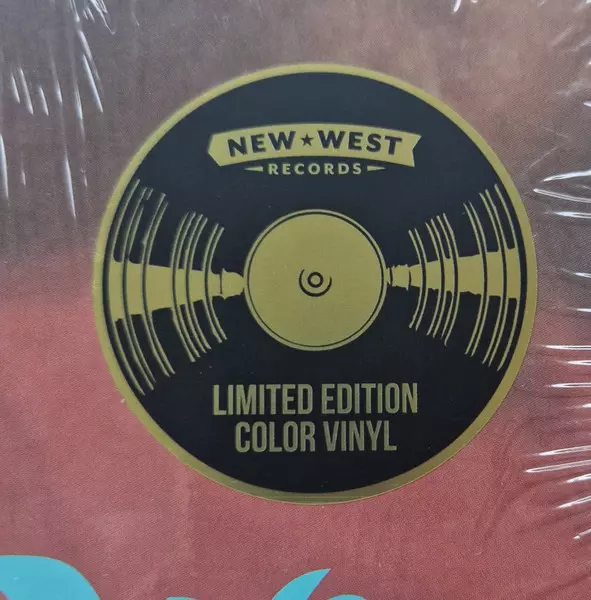 NEW★WEST
RECORDS
LIMITED EDITION
COLOR VINYL